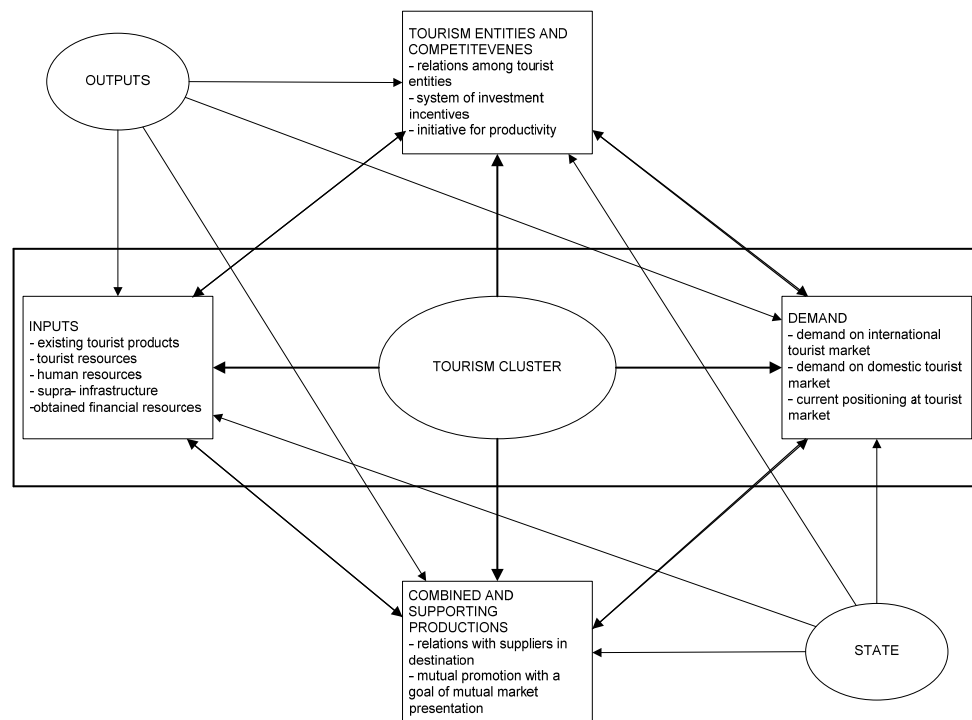 TOURISM ENTITIES AND
COMPETITEVENES
- relations among tourist
entities
- system of investment
incentives
- initiative for productivity
OUTPUTS
INPUTS
- existing tourist products
- tourist resources
- human resources
- supra- infrastructure
-obtained financial resources
TOURISM CLUSTER
DEMAND
- demand on international
tourist market
- demand on domestic tourist
market
- current positioning at tourist
market
COMBINED AND
SUPPORTING
PRODUCTIONS
- relations with suppliers in
destination
- mutual promotion with a
goal of mutual market
presentation
STATE